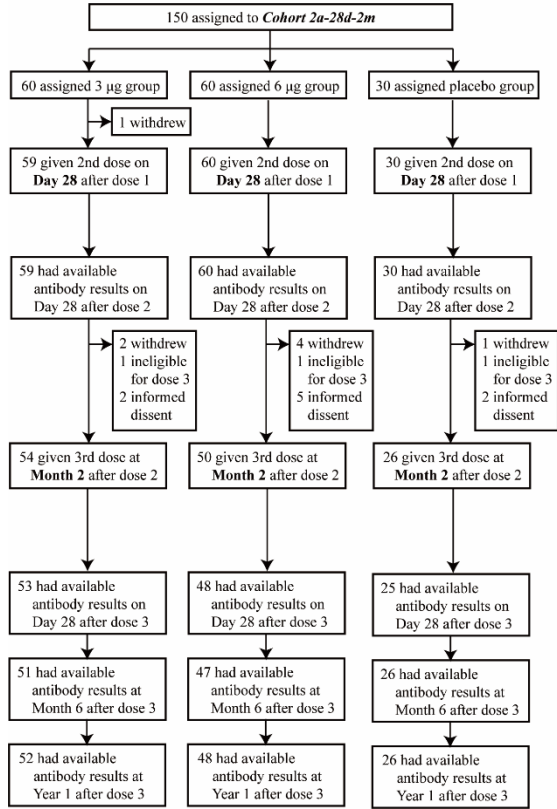 150 assigned to Cohort 2a-28d-2m
60 assigned 3 μg group
60 assigned 6 μg group
30 assigned placebo group
1 withdrew
59 given 2nd dose on
Day 28 after dose 1
60 given 2nd dose on
Day 28 after dose 1
30 given 2nd dose on
Day 28 after dose 1
59 had available
antibody results on
Day 28 after dose 2
60 had available
antibody results on
Day 28 after dose 2
30 had available
antibody results on
Day 28 after dose 2
2 withdrew
1 ineligible
for dose 3
2 informed
dissent
4 withdrew
1 ineligible
for dose 3
5 informed
dissent
1 withdrew
1 ineligible
for dose 3
2 informed
dissent
54 given 3rd dose at
Month 2 after dose 2
50 given 3rd dose at
Month 2 after dose 2
26 given 3rd dose at
Month 2 after dose 2
53 had available
antibody results on
Day 28 after dose 3
48 had available
antibody results on
Day 28 after dose 3
25 had available
antibody results on
Day 28 after dose 3
51 had available
antibody results at
Month 6 after dose 3
47 had available
antibody results at
Month 6 after dose 3
26 had available
antibody results at
Month 6 after dose 3
52 had available
antibody results at
Year 1 after dose 3
48 had available
antibody results at
Year 1 after dose 3
26 had available
antibody results at
Year 1 after dose 3